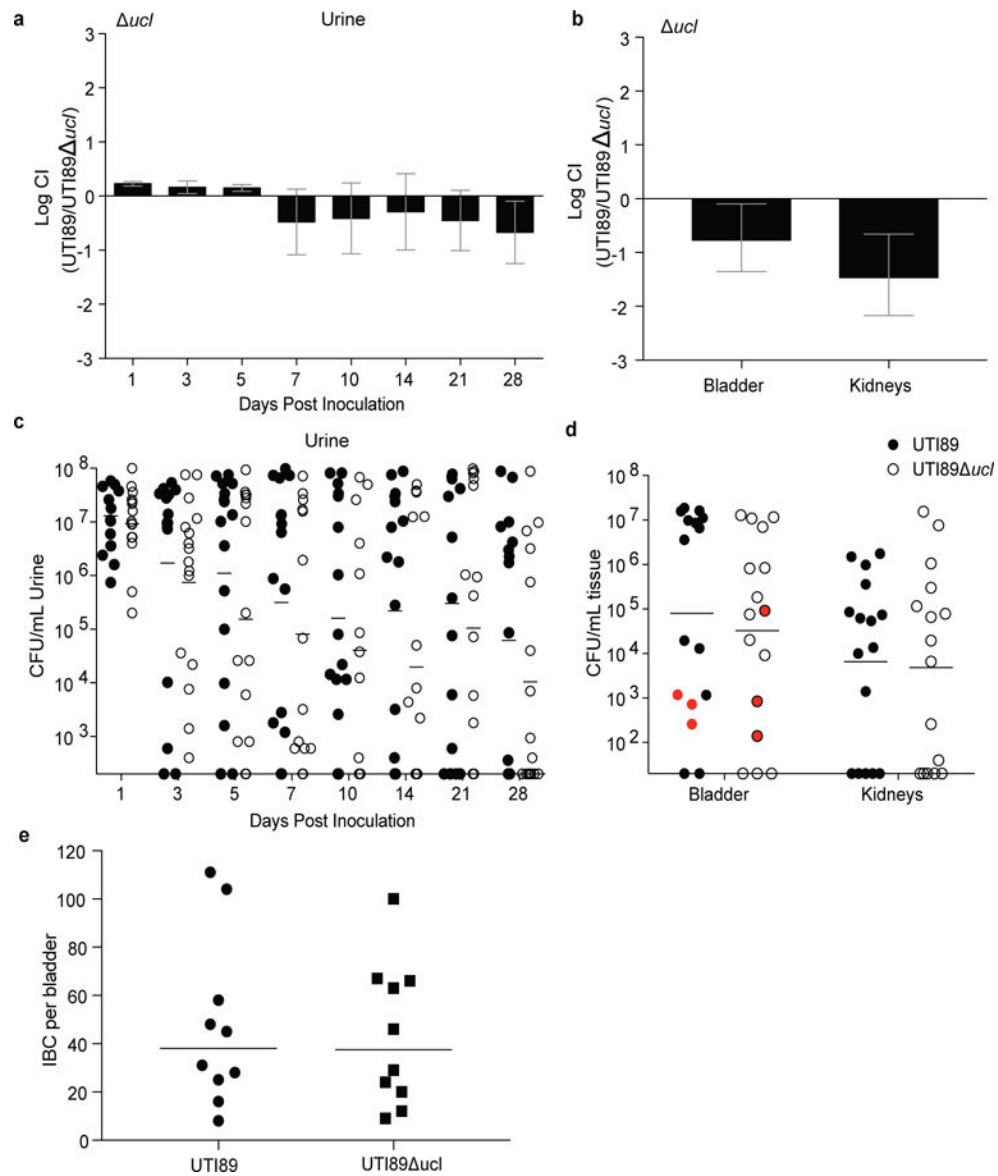 a
Δucl
Urine
Log CI
(UTI89/UTI89Δucl)
3
2
1
0
-1
-2
-3
1 3 5 7 10 14 21 28
Days Post Inoculation
b
Δucl
Log CI
(UTI89/UTI89Δucl)
3
2
1
0
-1
-2
-3
Bladder Kidneys
c
Urine
CFU/mL Urine
10^8
10^7
10^6
10^5
10^4
10^3
1 3 5 7 10 14 21 28
Days Post Inoculation
d
UTI89
UTI89Δucl
CFU/mL tissue
10^8
10^7
10^6
10^5
10^4
10^3
10^2
Bladder Kidneys
e
IBC per bladder
120
100
80
60
40
20
0
UTI89 UTI89Δucl